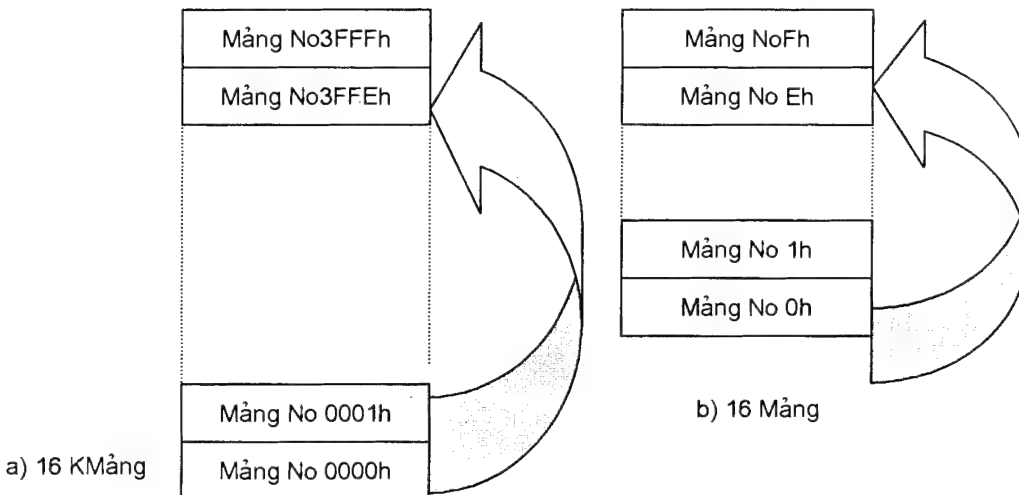 Mảng No3FFFh
Mảng No3FFEh
Mảng No 0001h
Mảng No 0000h
a) 16 KMảng
Mảng NoFh
Mảng No Eh
Mảng No 1h
Mảng No 0h
b) 16 Mảng